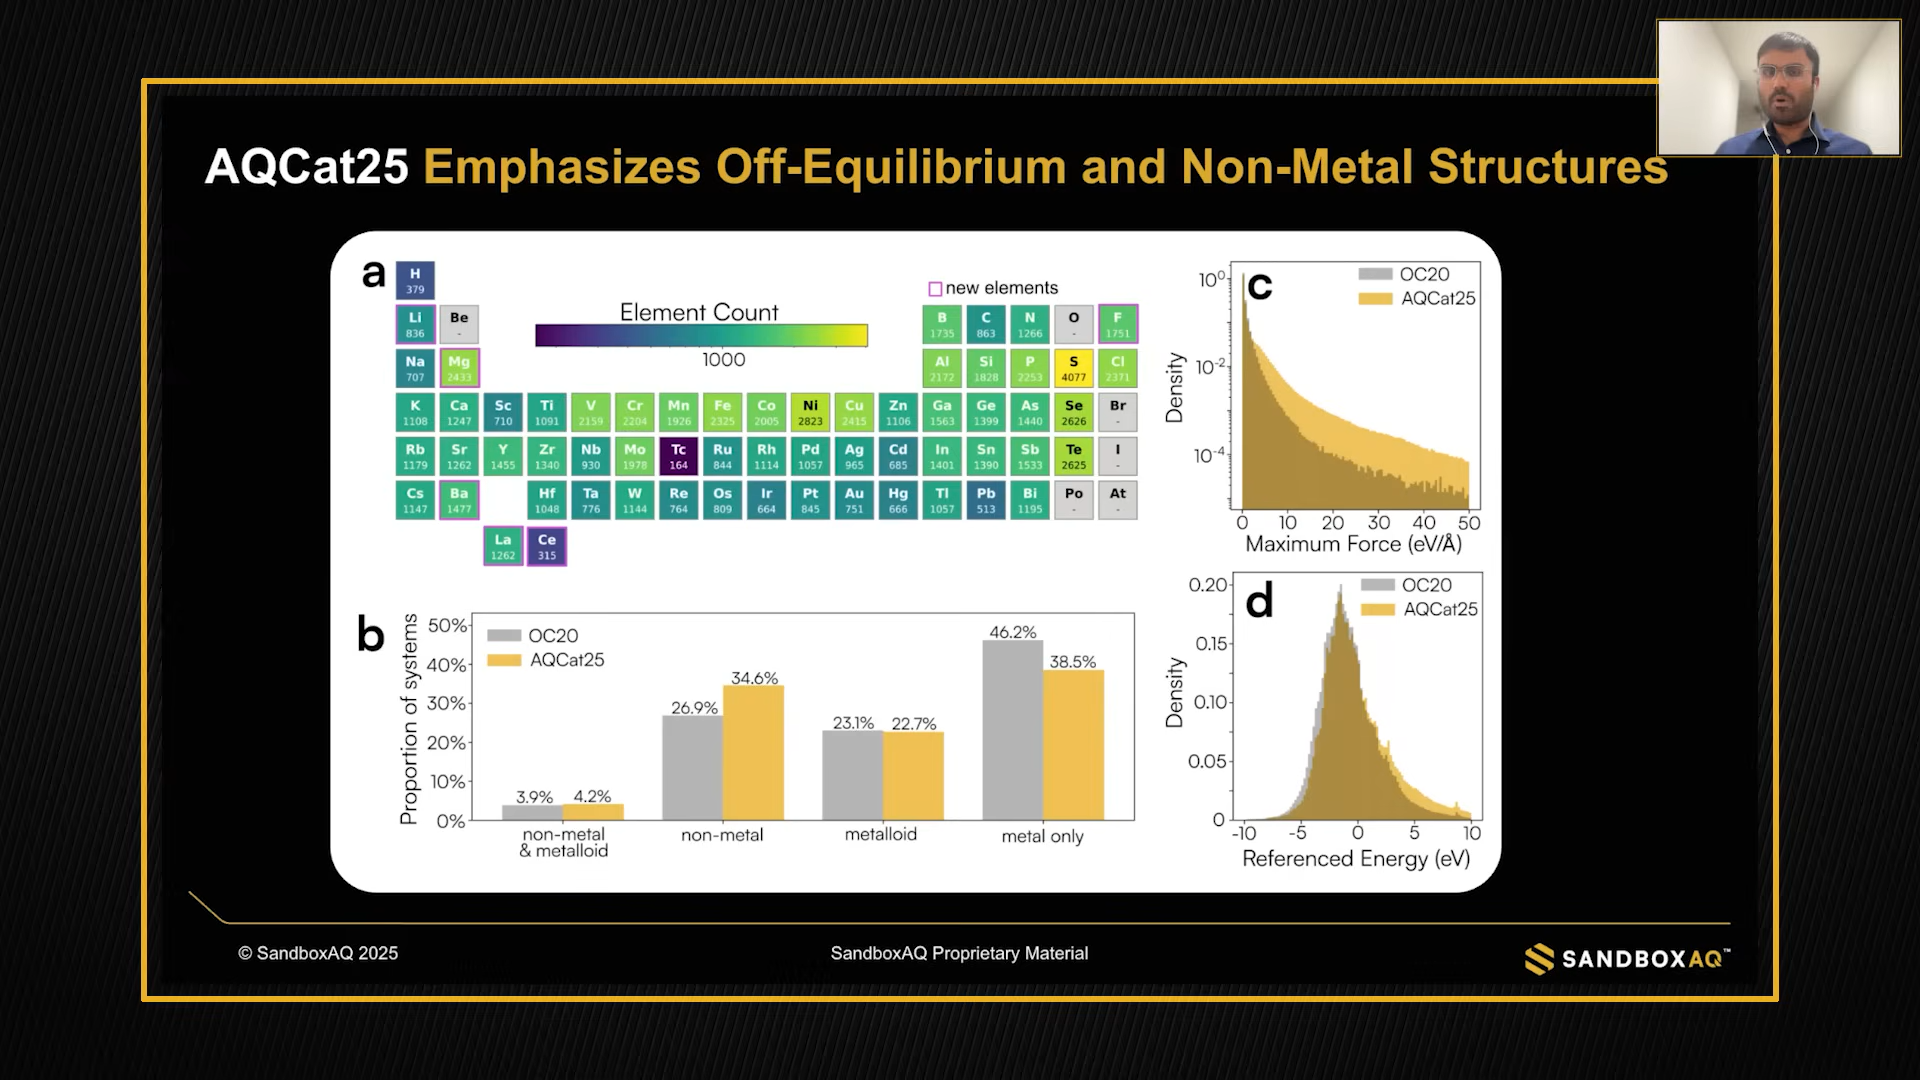 AQCat25 Emphasizes Off-Equilibrium and Non-Metal Structures
a
H
379
new elements
Element Count
1000
Li Be B C N O F
836 - 1735 863 1266 - 1751
Na Mg Al Si P S Cl
707 2433 2172 1828 2253 4077 2371
K Ca Sc Ti V Cr Mn Fe Co Ni Cu Zn Ga Ge As Se Br
1108 1247 710 1091 2159 2204 1926 2325 2005 2823 2415 1106 1563 1399 1440 2626 -
Rb Sr Y Zr Nb Mo Tc Ru Rh Pd Ag Cd In Sn Sb Te I
1179 1262 1455 1340 930 1978 164 844 1114 1057 965 685 1401 1390 1533 2625 -
Cs Ba Hf Ta W Re Os Ir Pt Au Hg Tl Pb Bi Po At
1147 1477 1048 776 1144 764 809 664 845 751 666 1057 513 1195 - -
La Ce
1262 315
b
Proportion of systems
50%
40%
30%
20%
10%
0%
OC20
AQCat25
3.9% 4.2%
26.9% 34.6%
23.1% 22.7%
46.2% 38.5%
non-metal
& metalloid
non-metal
metalloid
metal only
c
OC20
AQCat25
Density
10⁰
10⁻²
10⁻⁴
0 10 20 30 40 50
Maximum Force (eV/Å)
d
OC20
AQCat25
Density
0.20
0.15
0.10
0.05
0
-10 -5 0 5 10
Referenced Energy (eV)
© SandboxAQ 2025
SandboxAQ Proprietary Material
SANDBOXAQ™